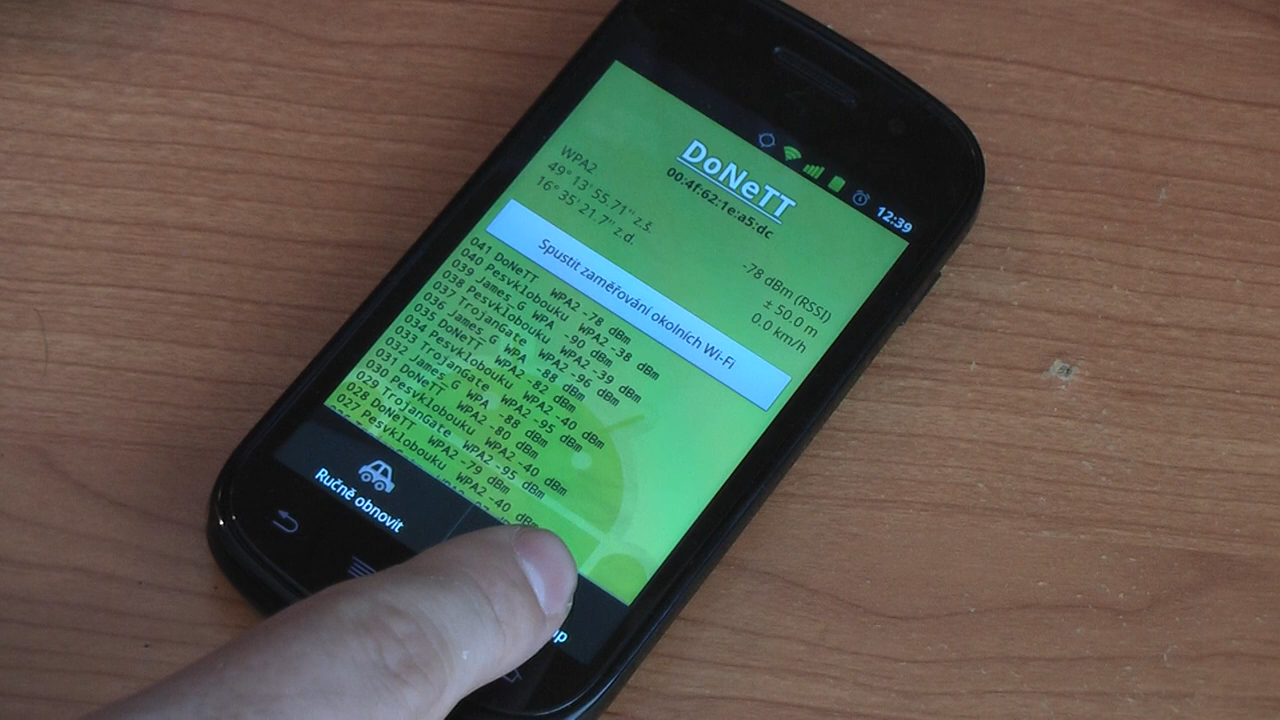 12:39
DoNeTT
00:4f:62:1e:a5:dc
WPA2
-78 dBm (RSSI)
49° 13' 55.71'' z.š.
± 50.0 m
16° 35' 21.7'' z.d.
0.0 km/h
Spustit zaměřování okolních Wi-Fi
041 DoNeTT WPA2 -78 dBm
040 Pesvklobouku WPA2 -38 dBm
039 James_G WPA -90 dBm
038 Pesvklobouku WPA2 -39 dBm
037 TrojanGate WPA2 -96 dBm
036 James_G WPA -88 dBm
035 Pesvklobouku WPA2 -40 dBm
034 DoNeTT WPA2 -82 dBm
033 TrojanGate WPA2 -95 dBm
032 James_G WPA -88 dBm
031 Pesvklobouku WPA2 -40
030 DoNeTT WPA2 -80 dBm
029 TrojanGate WPA2 -95 dBm
028 Pesvklobouku WPA2 -40 dBm
027 DoNeTT WPA2 -79 dBm
Ručně obnovit